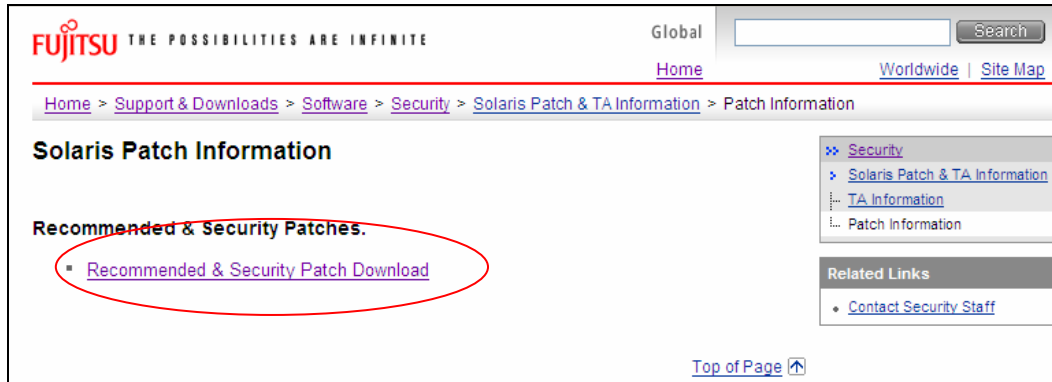 FUJITSU THE POSSIBILITIES ARE INFINITE
Global
Search
Home
Worldwide | Site Map
Home > Support & Downloads > Software > Security > Solaris Patch & TA Information > Patch Information
Solaris Patch Information
Recommended & Security Patches.
Recommended & Security Patch Download
Top of Page
Security
Solaris Patch & TA Information
TA Information
Patch Information
Related Links
Contact Security Staff